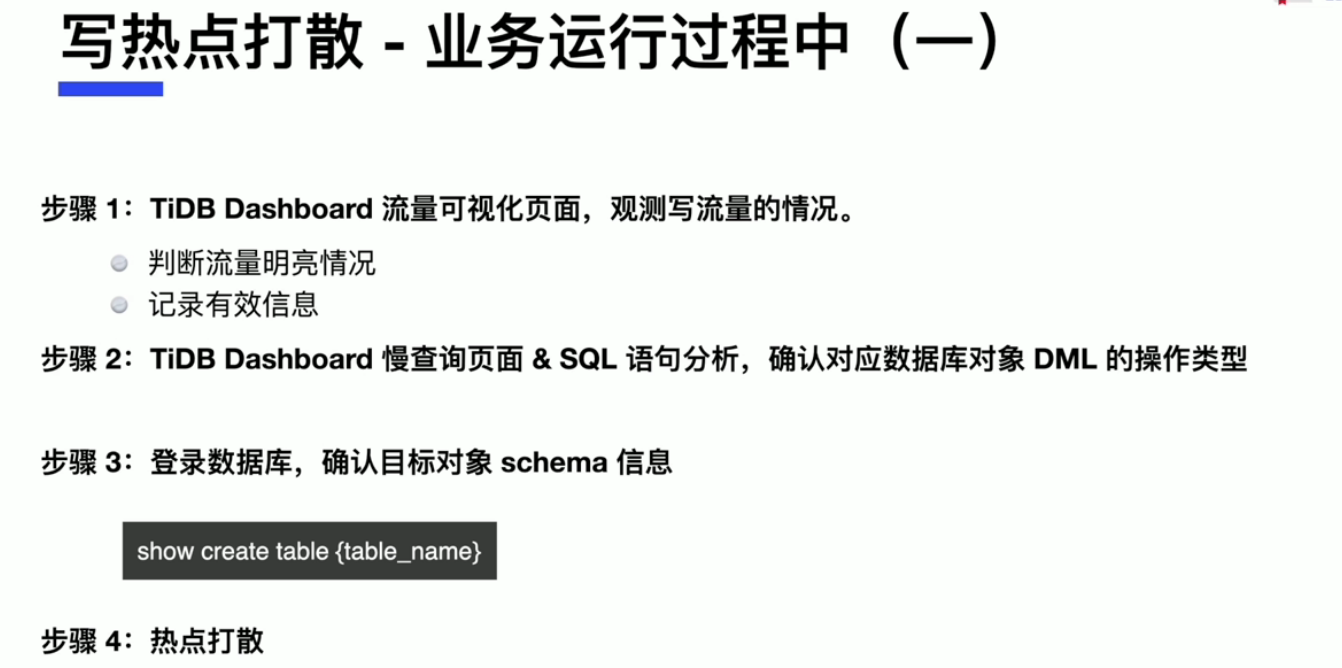 写热点打散 - 业务运行过程中（一）
步骤 1：TiDB Dashboard 流量可视化页面，观测写流量的情况。
判断流量明亮情况
记录有效信息
步骤 2：TiDB Dashboard 慢查询页面 & SQL 语句分析，确认对应数据库对象 DML 的操作类型
步骤 3：登录数据库，确认目标对象 schema 信息
show create table {table_name}
步骤 4：热点打散